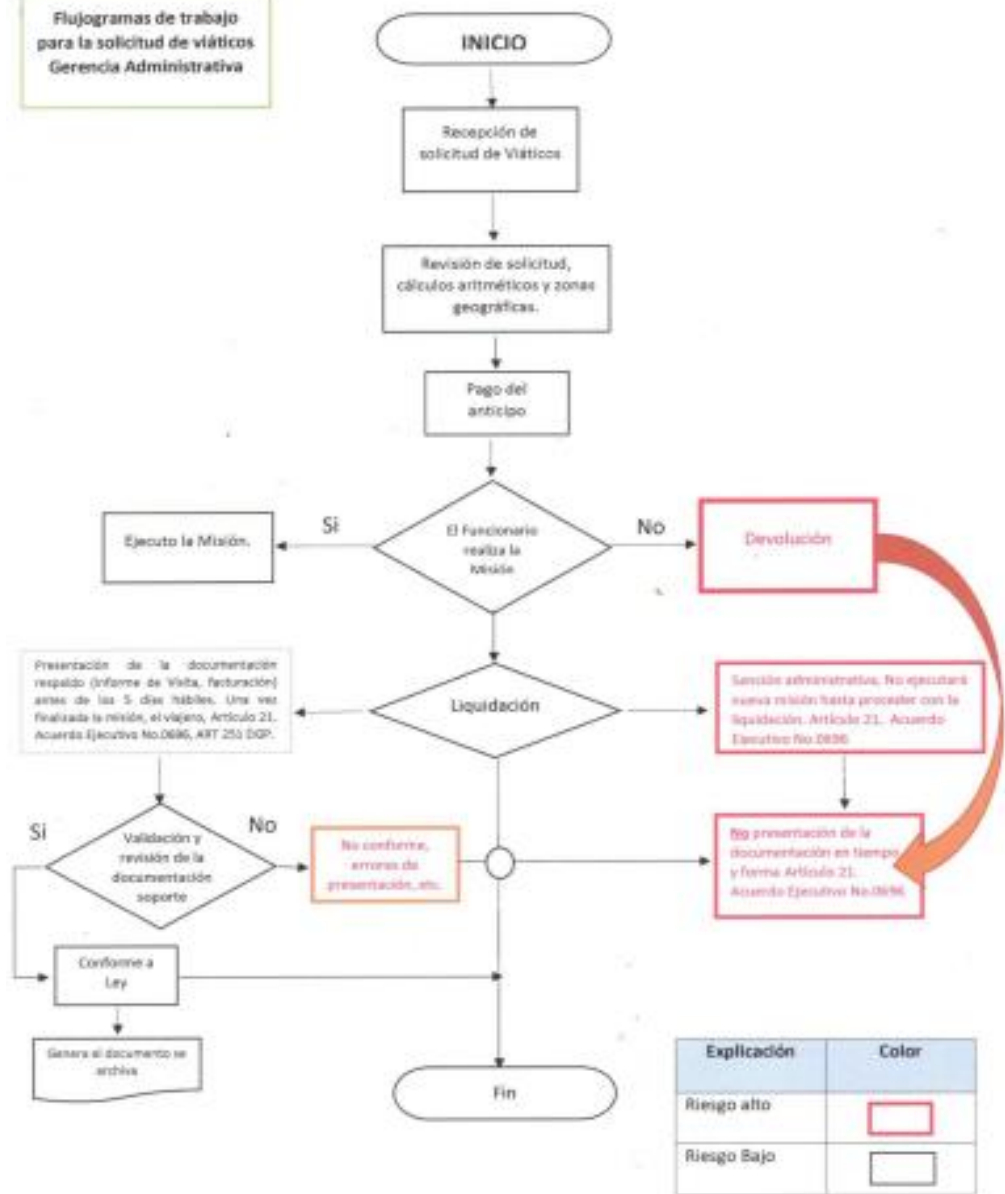 Flujogramas de trabajo
para la solicitud de viáticos
Gerencia Administrativa
INICIO
Recepción de
solicitud de Viáticos
Revisión de solicitud,
cálculos aritméticos y zonas
geográficas.
Pago del
anticipo
El Funcionario
realiza la
Misión
Si
Ejecuto la Misión.
No
Devolución
Liquidación
Presentación de la documentación
respaldo (Informe de Visita, facturación)
antes de los 5 días hábiles. Una vez
finalizada la misión, el viajero, Artículo 21.
Acuerdo Ejecutivo No.0696, ART 251 DGP.
Sanción administrativa. No ejecutará
nueva misión hasta proceder con la
liquidación. Artículo 21. Acuerdo
Ejecutivo No.0696
Si
Validación y
revisión de la
documentación
soporte
No
No conforme,
errores de
presentación, etc.
No presentación de la
documentación en tiempo
y forma Artículo 21.
Acuerdo Ejecutivo No.0696
Conforme a
Ley
Genera el documento se
archiva
Fin
Explicación
Color
Riesgo alto
Riesgo Bajo